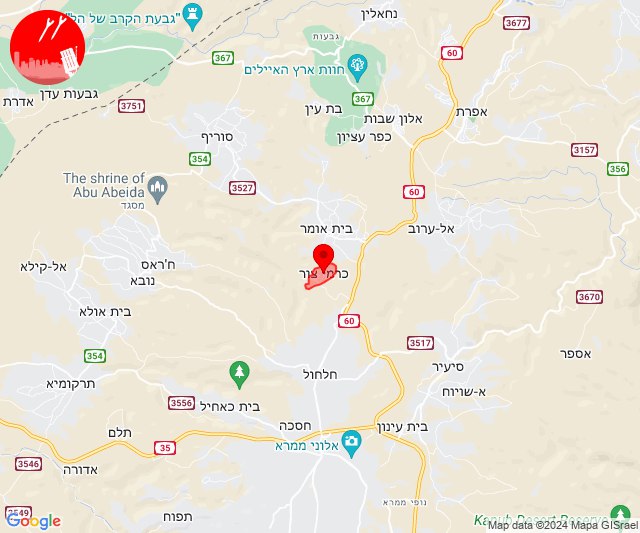 נחאלין
"גבעת הקרב של הל"
גבעות
3677
60
367
חוות ארץ האיילים
גבעות עדן
אדרת
3751
367
בת עין
אלון שבות
אפרת
סוריף
כפר עציון
3157
354
356
The shrine of
Abu Abeida
מסגד
3527
60
בית אומר
אל-ערוב
ח'ראס
אל-קילא
נובא
כרמי צור
3670
בית אולא
60
354
3517
אספר
סעיר
חלחול
תרקומיא
א-שויוח
3556
בית כאחיל
חסכה
בית עינון
תלם
35
אלוני ממרא
3546
אדורה
נופי ממרא
3549
תפוח
Kanub Desert Reserve
Google
Map data ©2024 Mapa GISrael